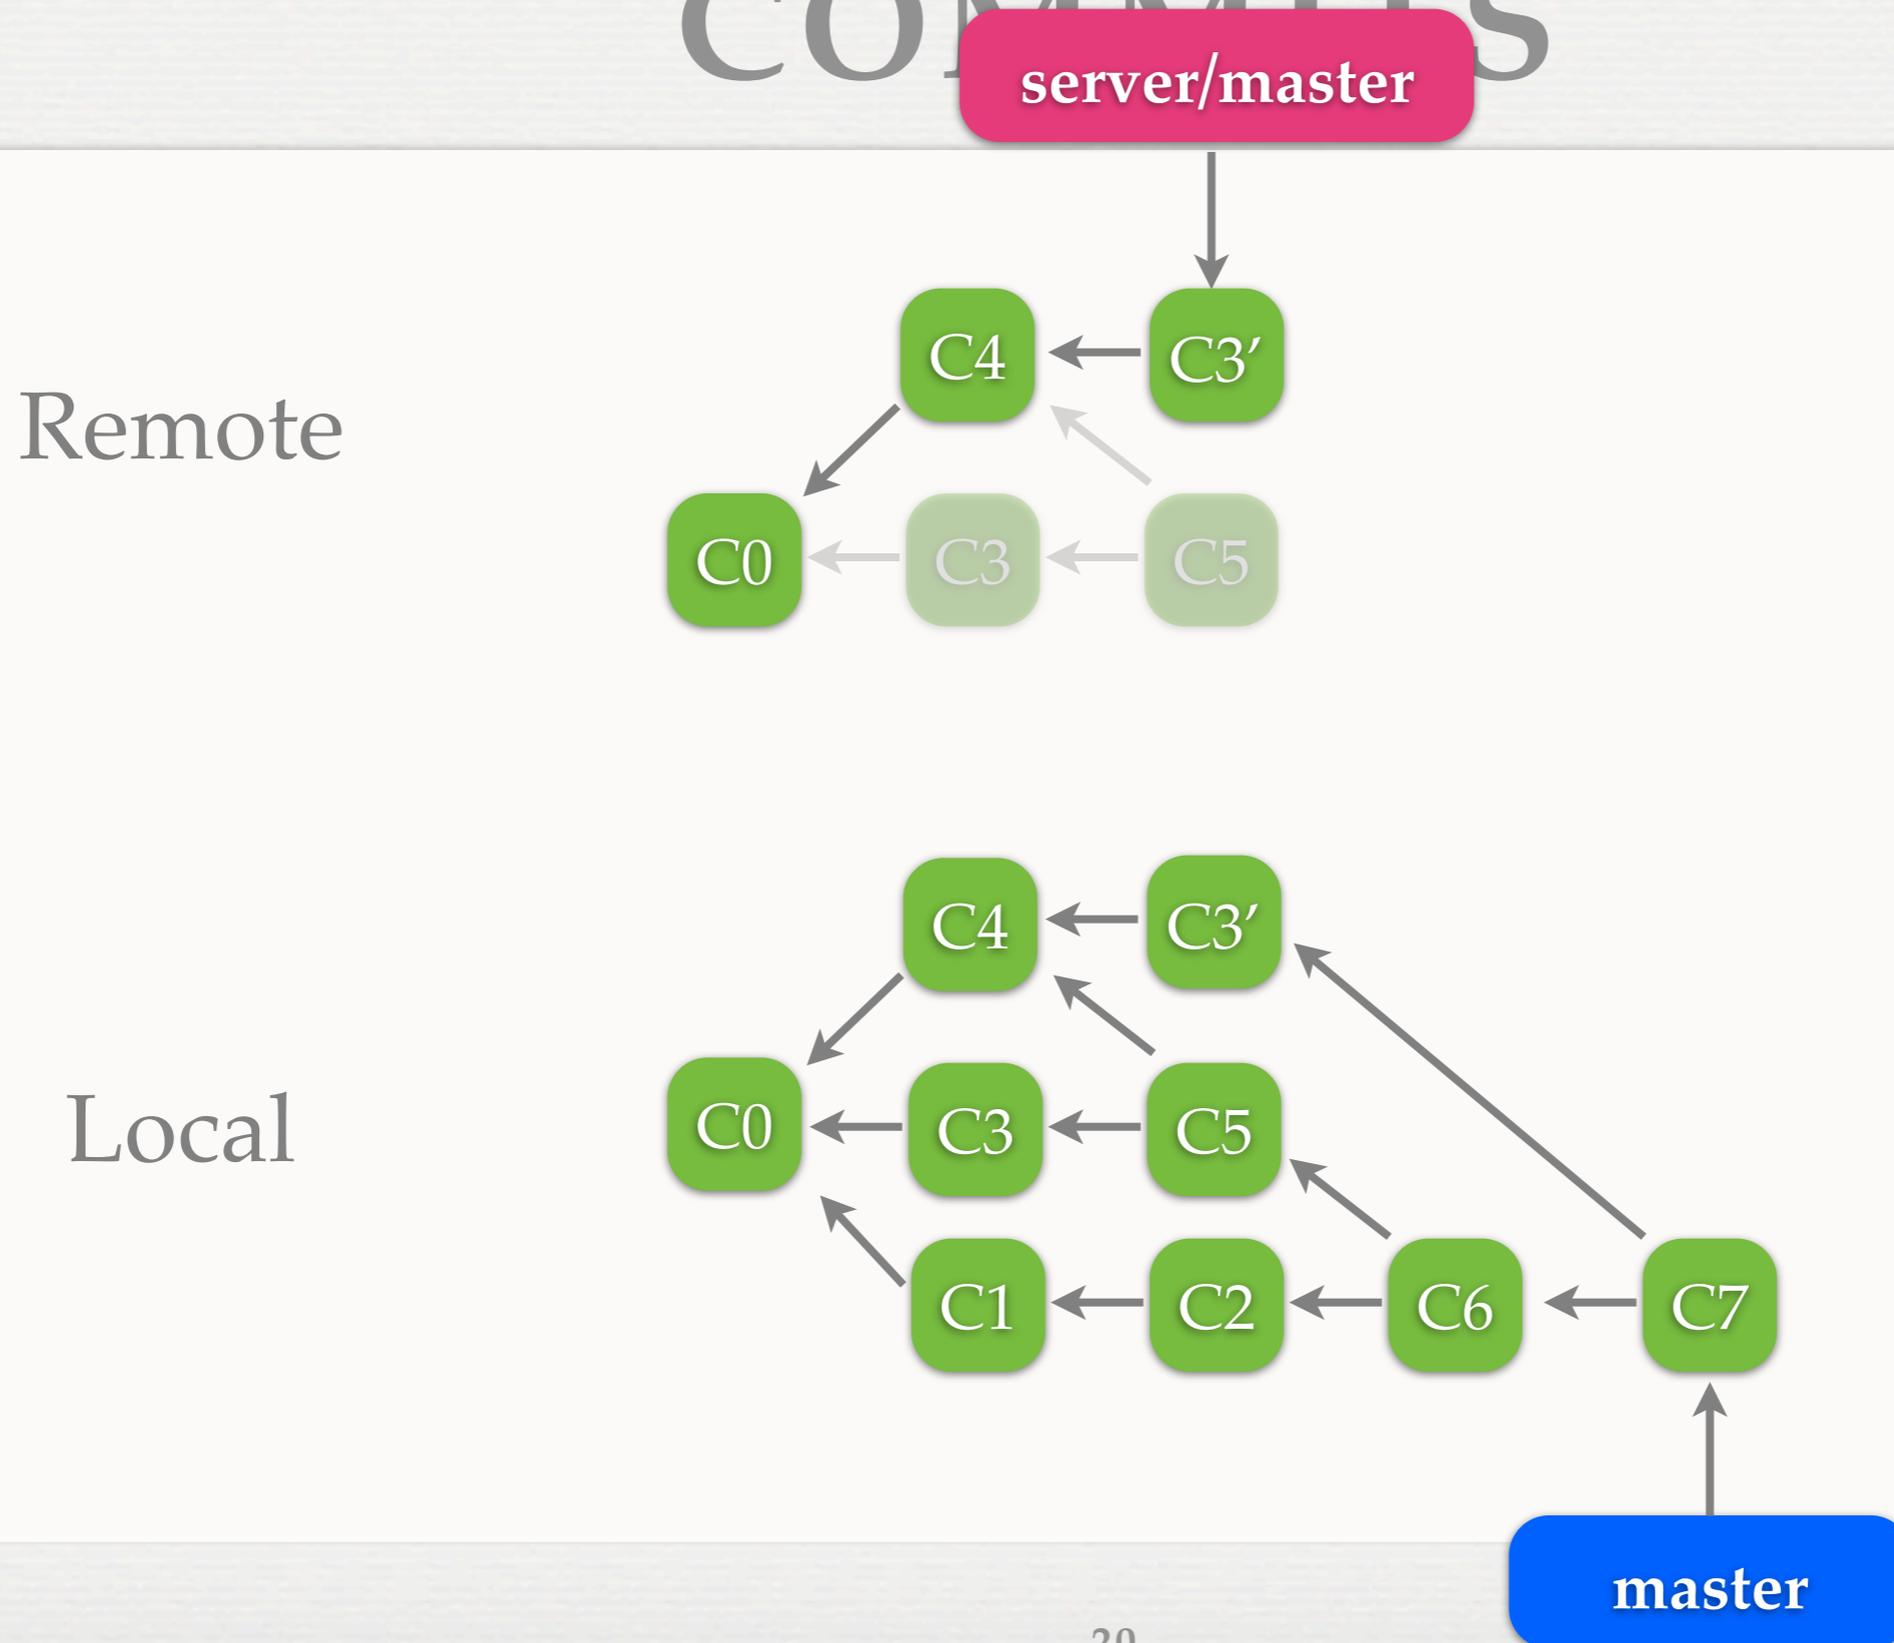 server/master
C4 C3’
Remote
C0 C3 C5
C4 C3’
Local
C0 C3 C5
C1 C2 C6 C7
master